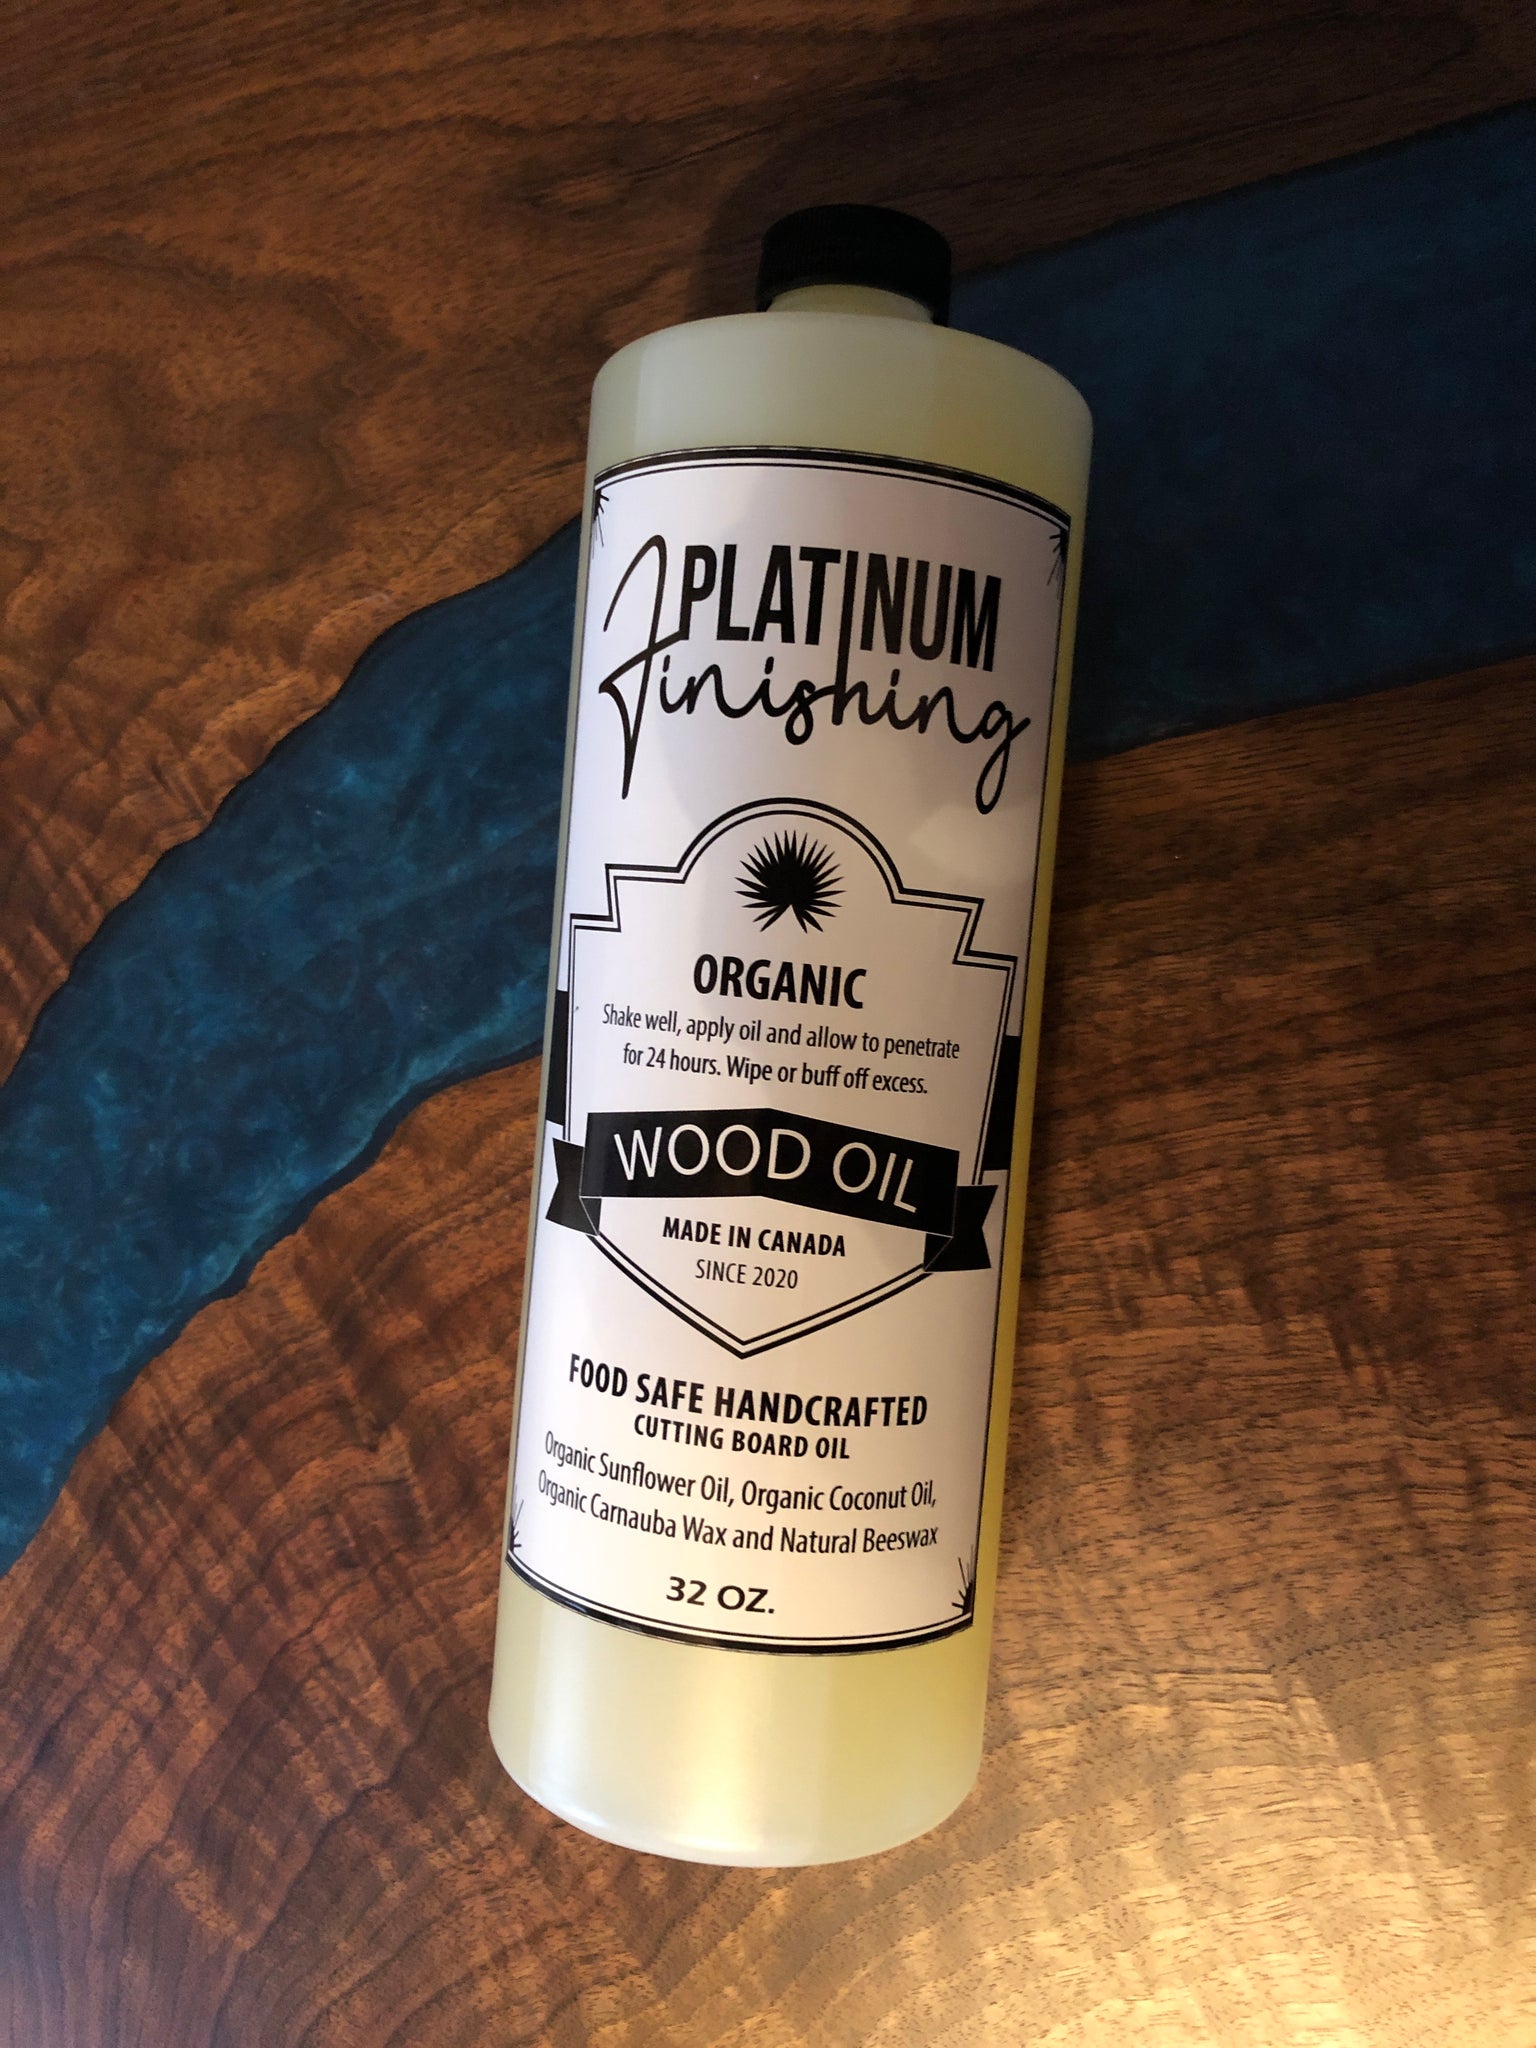 PLATINUM
Finishing
ORGANIC
Shake well, apply oil and allow to penetrate
for 24 hours. Wipe or buff off excess.
WOOD OIL
MADE IN CANADA
SINCE 2020
FOOD SAFE HANDCRAFTED
CUTTING BOARD OIL
Organic Sunflower Oil, Organic Coconut Oil,
Organic Carnauba Wax and Natural Beeswax
32 OZ.